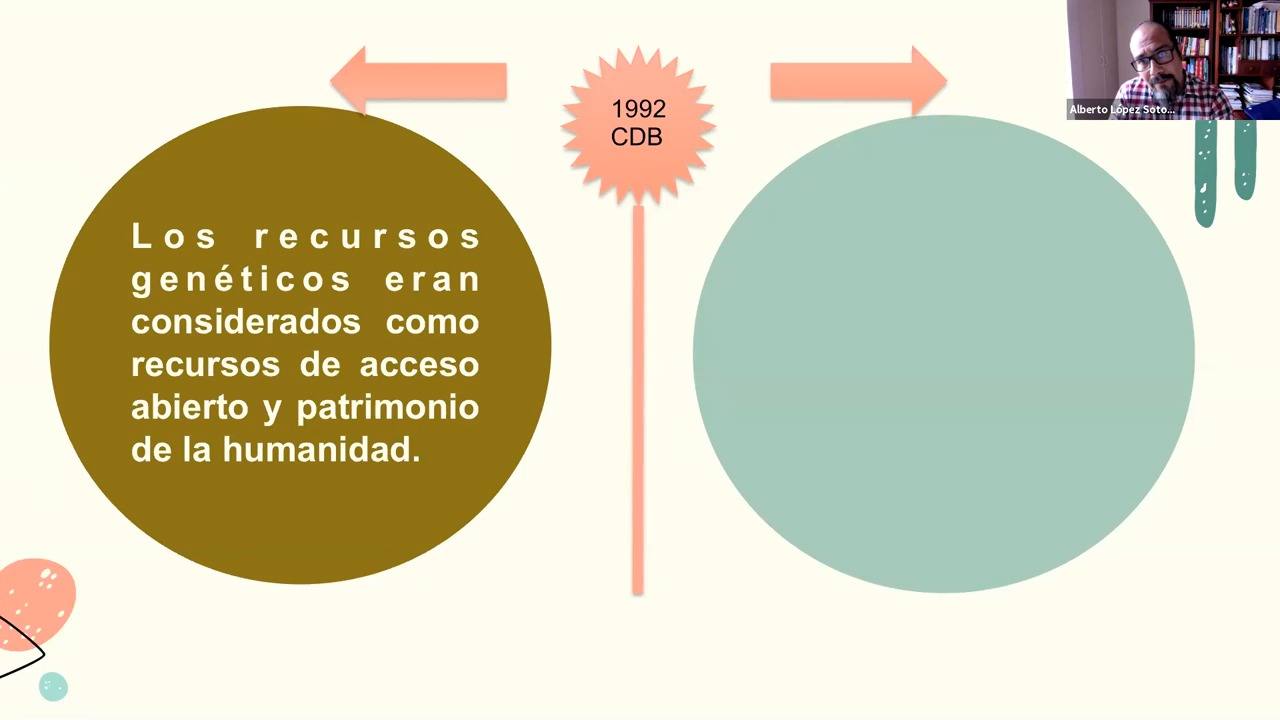 1992
CDB
Los recursos
genéticos eran
considerados como
recursos de acceso
abierto y patrimonio
de la humanidad.
Alberto López Soto...